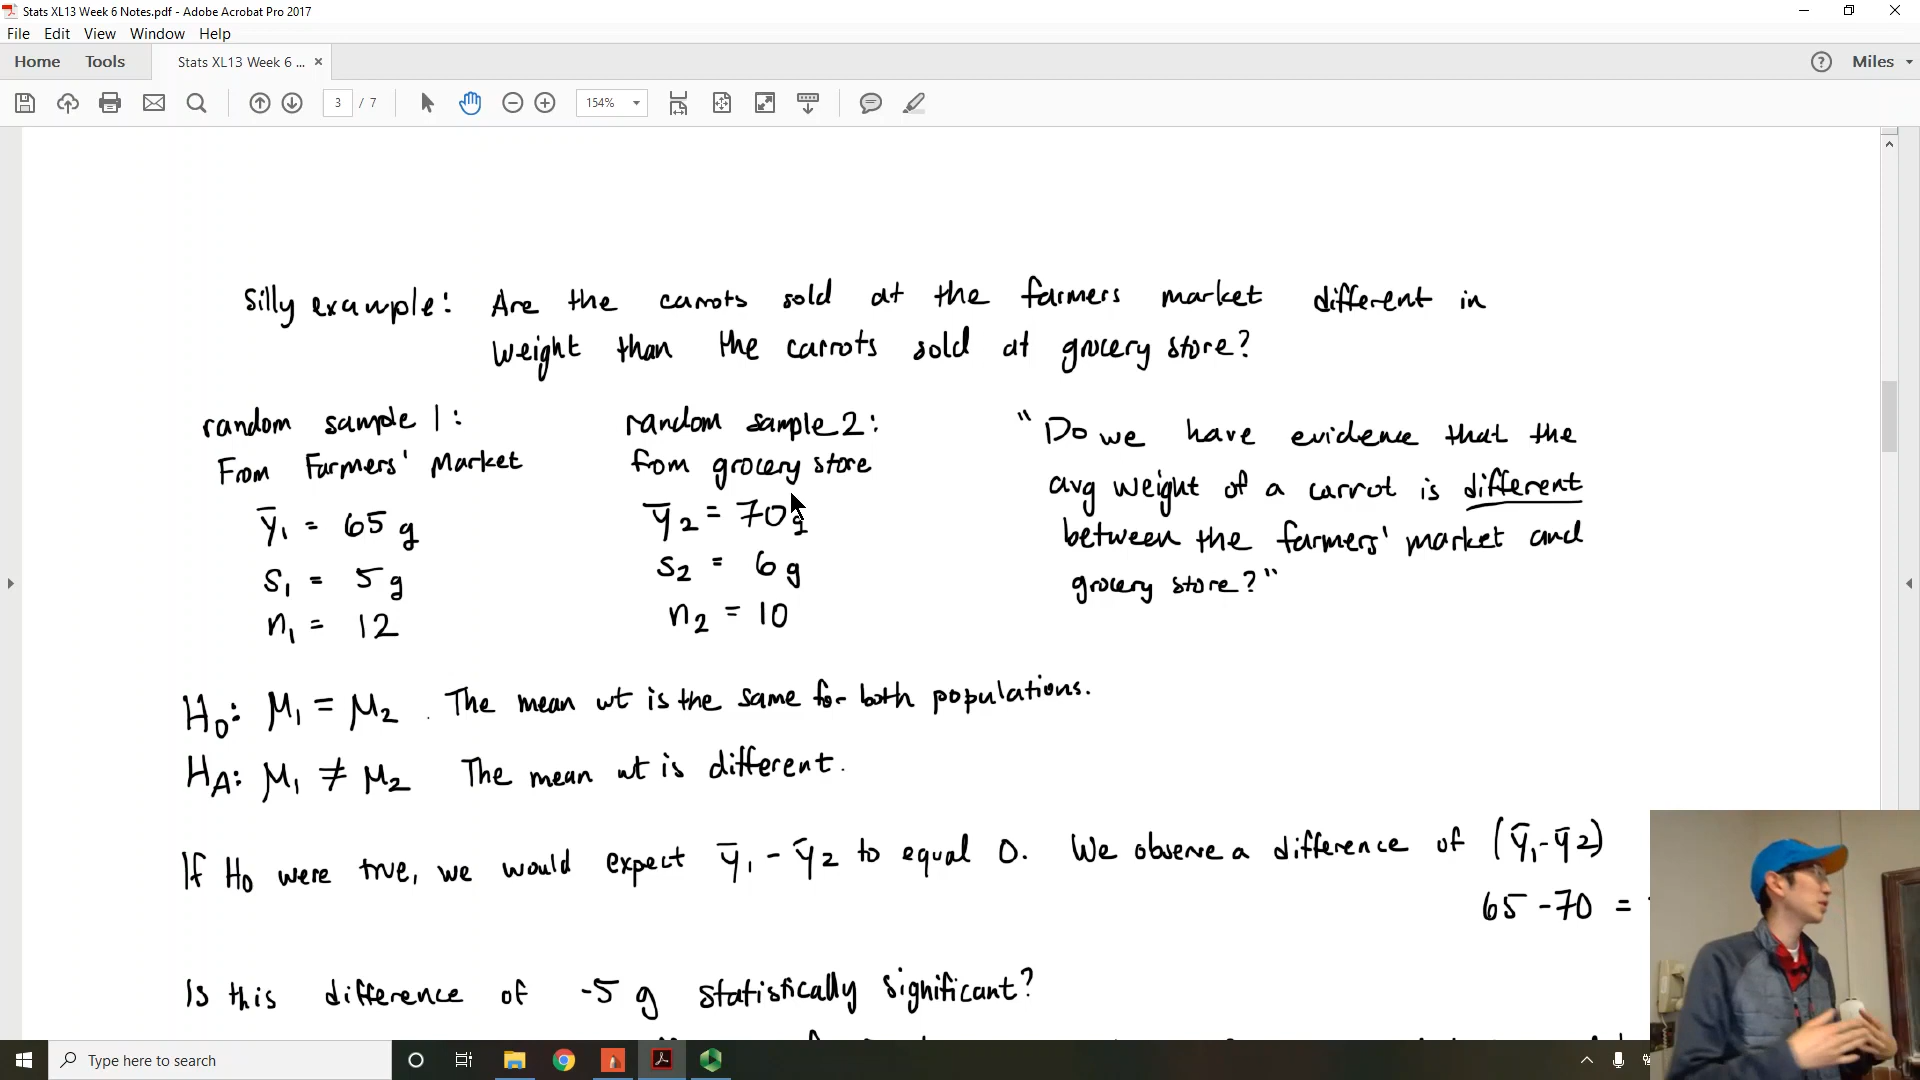 Stats XL13 Week 6 Notes.pdf - Adobe Acrobat Pro 2017
File Edit View Window Help
Home Tools Stats XL13 Week 6 ... × Miles
3 / 7 154%
Silly example: Are the carrots sold at the farmers market different in
weight than the carrots sold at grocery store?
random sample 1:
From Farmers' Market
ȳ₁ = 65 g
s₁ = 5 g
n₁ = 12
random sample 2:
from grocery store
ȳ₂ = 70 g
s₂ = 6 g
n₂ = 10
"Do we have evidence that the
avg weight of a carrot is different
between the farmers' market and
grocery store?"
H₀: μ₁ = μ₂. The mean wt is the same for both populations.
HA: μ₁ ≠ μ₂ The mean wt is different.
If H₀ were true, we would expect ȳ₁ - ȳ₂ to equal 0. We observe a difference of (ȳ₁-ȳ₂)
65 - 70 =
Is this difference of -5 g statistically significant?
Type here to search